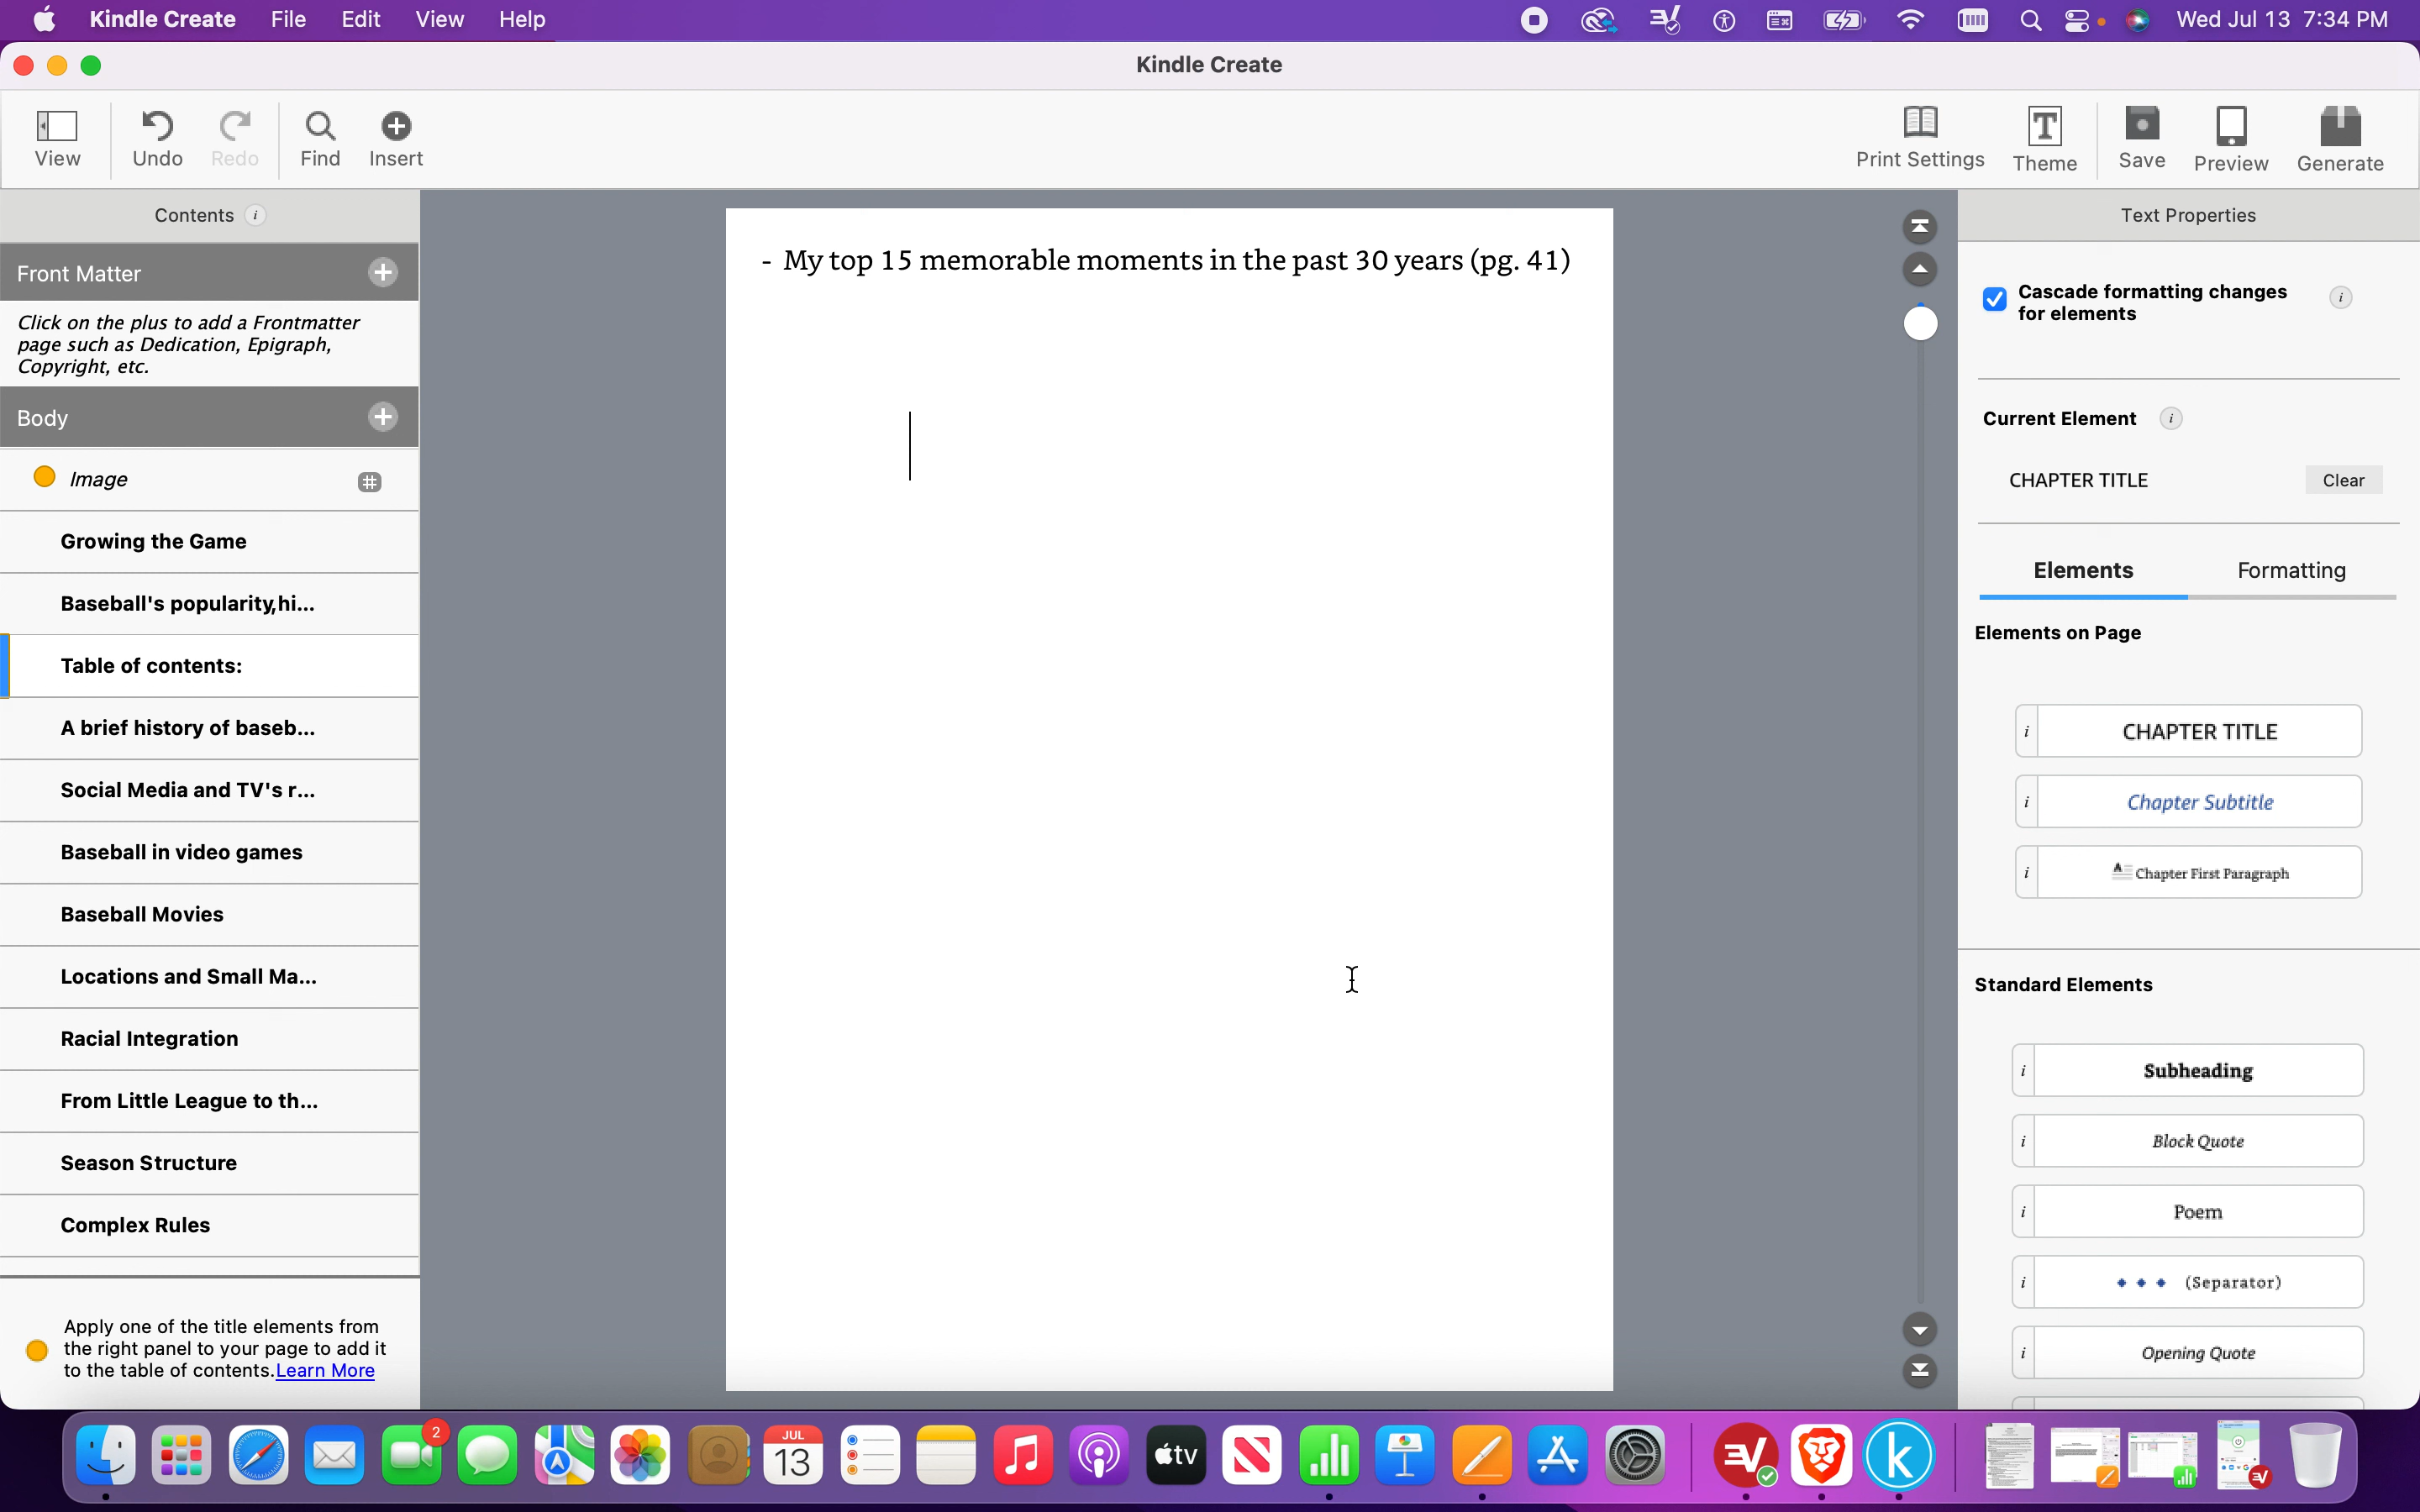 Kindle Create File Edit View Help Wed Jul 13 7:34 PM
Kindle Create
View Undo Redo Find Insert Print Settings Theme Save Preview Generate
Contents i
Front Matter
Click on the plus to add a Frontmatter
page such as Dedication, Epigraph,
Copyright, etc.
Body
Image #
Growing the Game
Baseball's popularity,hi...
Table of contents:
A brief history of baseb...
Social Media and TV's r...
Baseball in video games
Baseball Movies
Locations and Small Ma...
Racial Integration
From Little League to th...
Season Structure
Complex Rules
Apply one of the title elements from
the right panel to your page to add it
to the table of contents. Learn More
- My top 15 memorable moments in the past 30 years (pg. 41)
Text Properties
Cascade formatting changes
for elements i
Current Element i
CHAPTER TITLE Clear
Elements Formatting
Elements on Page
i CHAPTER TITLE
i Chapter Subtitle
i A Chapter First Paragraph
Standard Elements
i Subheading
i Block Quote
i Poem
i (Separator)
i Opening Quote
2 JUL 13 tv k